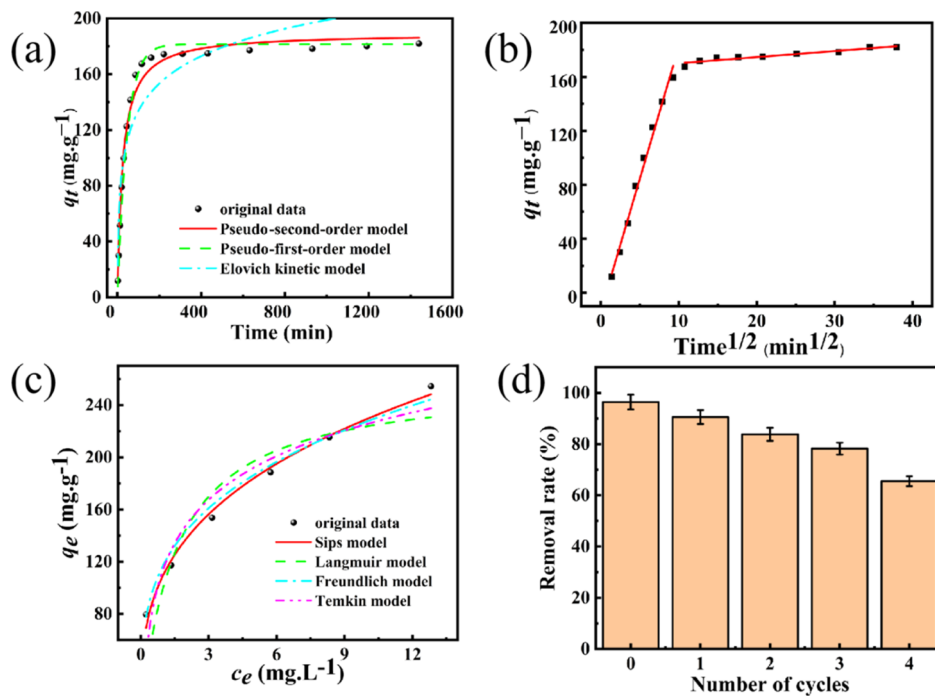 (a)
200
160
120
80
40
0
qt (mg.g⁻¹)
original data
Pseudo-second-order model
Pseudo-first-order model
Elovich kinetic model
0 400 800 1200 1600
Time (min)
(b)
200
160
120
80
40
0
qt (mg.g⁻¹)
0 10 20 30 40
Time1/2 (min1/2)
(c)
240
200
160
120
80
qe (mg.g-1)
original data
Sips model
Langmuir model
Freundlich model
Temkin model
0 3 6 9 12
ce (mg.L-1)
(d)
100
80
60
40
20
0
Removal rate (%)
0 1 2 3 4
Number of cycles